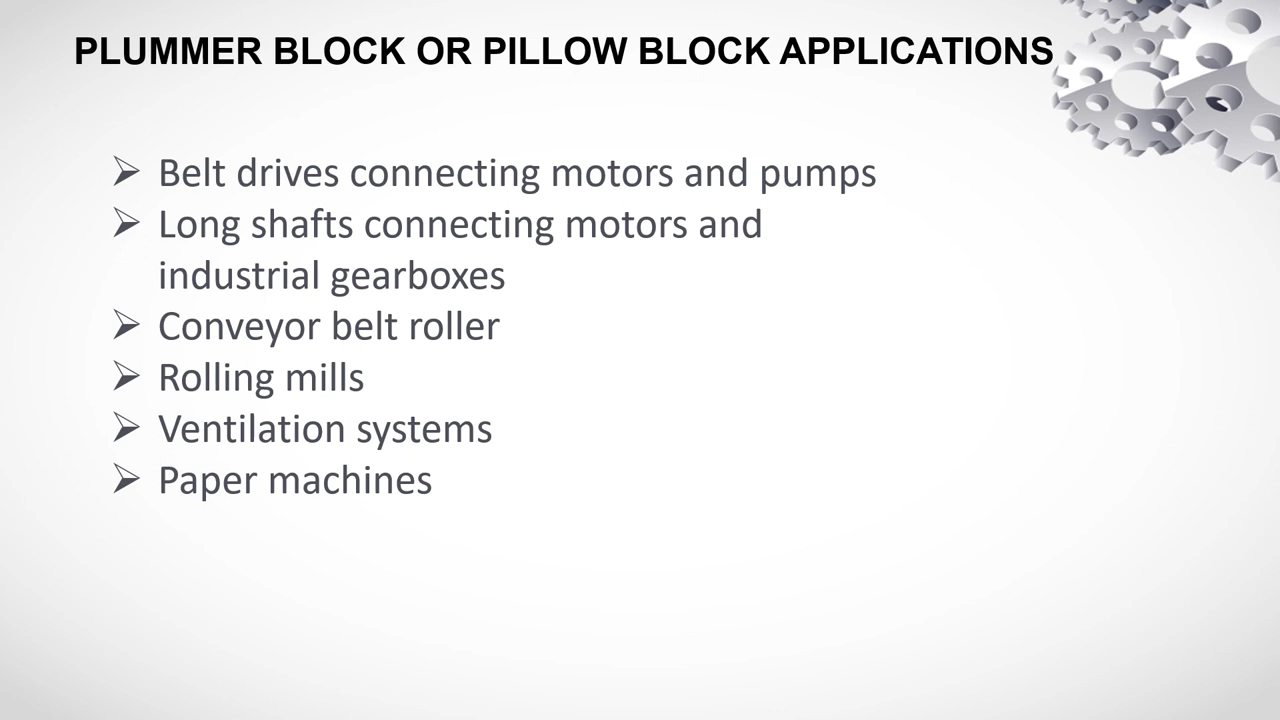 PLUMMER BLOCK OR PILLOW BLOCK APPLICATIONS
➢ Belt drives connecting motors and pumps
➢ Long shafts connecting motors and
industrial gearboxes
➢ Conveyor belt roller
➢ Rolling mills
➢ Ventilation systems
➢ Paper machines